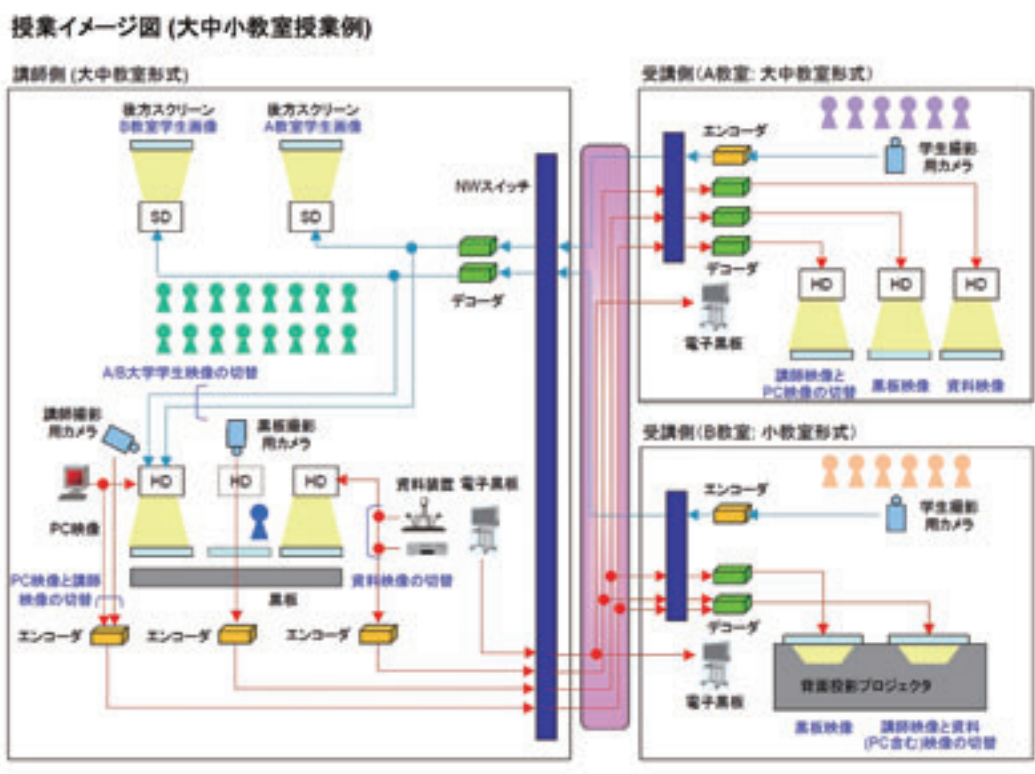 授業イメージ図 (大中小教室授業例)
講師側 (大中教室形式)
後方スクリーン
B教室学生画像
後方スクリーン
A教室学生画像
SD
SD
NWスイッチ
デコーダ
A/B大学学生映像の切替
講師撮影
用カメラ
黒板撮影
用カメラ
HD
HD
HD
PC映像
資料装置
電子黒板
PC映像と講師
映像の切替
資料映像の切替
黒板
エンコーダ
エンコーダ
エンコーダ
受講側(A教室: 大中教室形式)
エンコーダ
学生撮影
用カメラ
デコーダ
HD
HD
HD
電子黒板
講師映像と
PC映像の切替
黒板映像
資料映像
受講側(B教室: 小教室形式)
エンコーダ
学生撮影
用カメラ
デコーダ
電子黒板
背面投影プロジェクタ
黒板映像
講師映像と資料
(PC含む)映像の切替